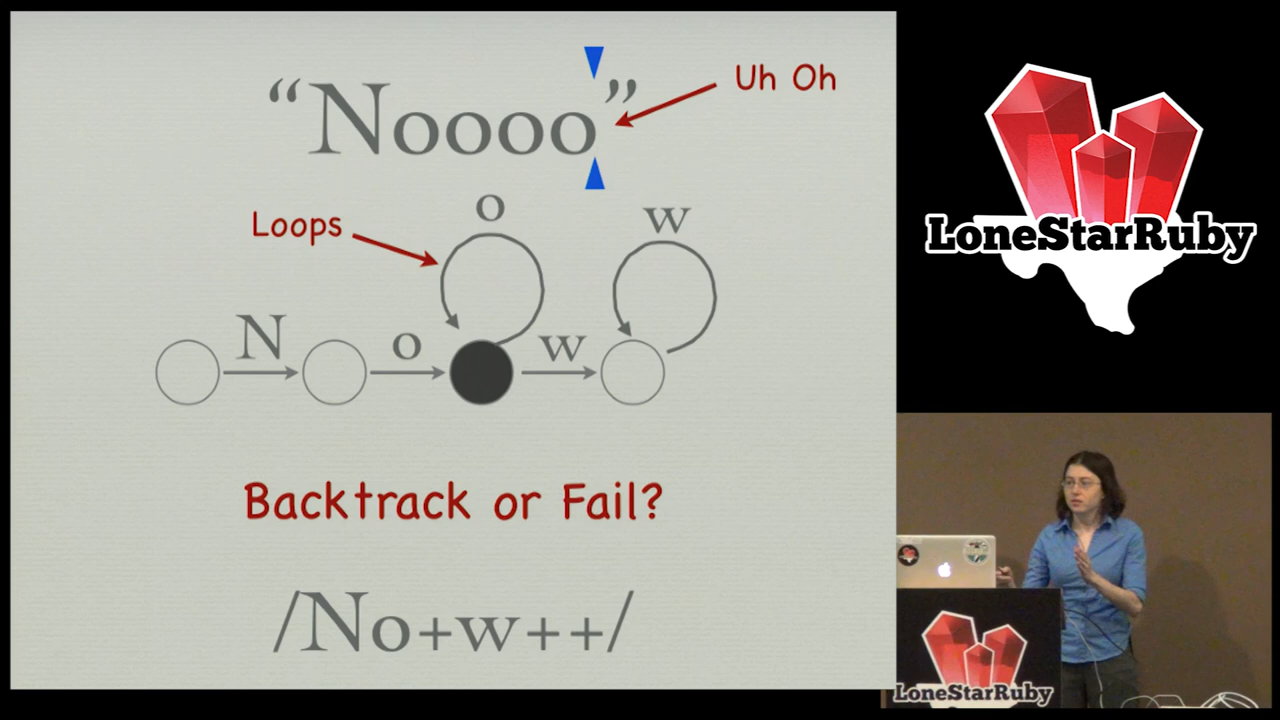 “Noooo”
Uh Oh
Loops
o
w
N
o
w
Backtrack or Fail?
/No+w++/
LoneStarRuby
LoneStarRuby